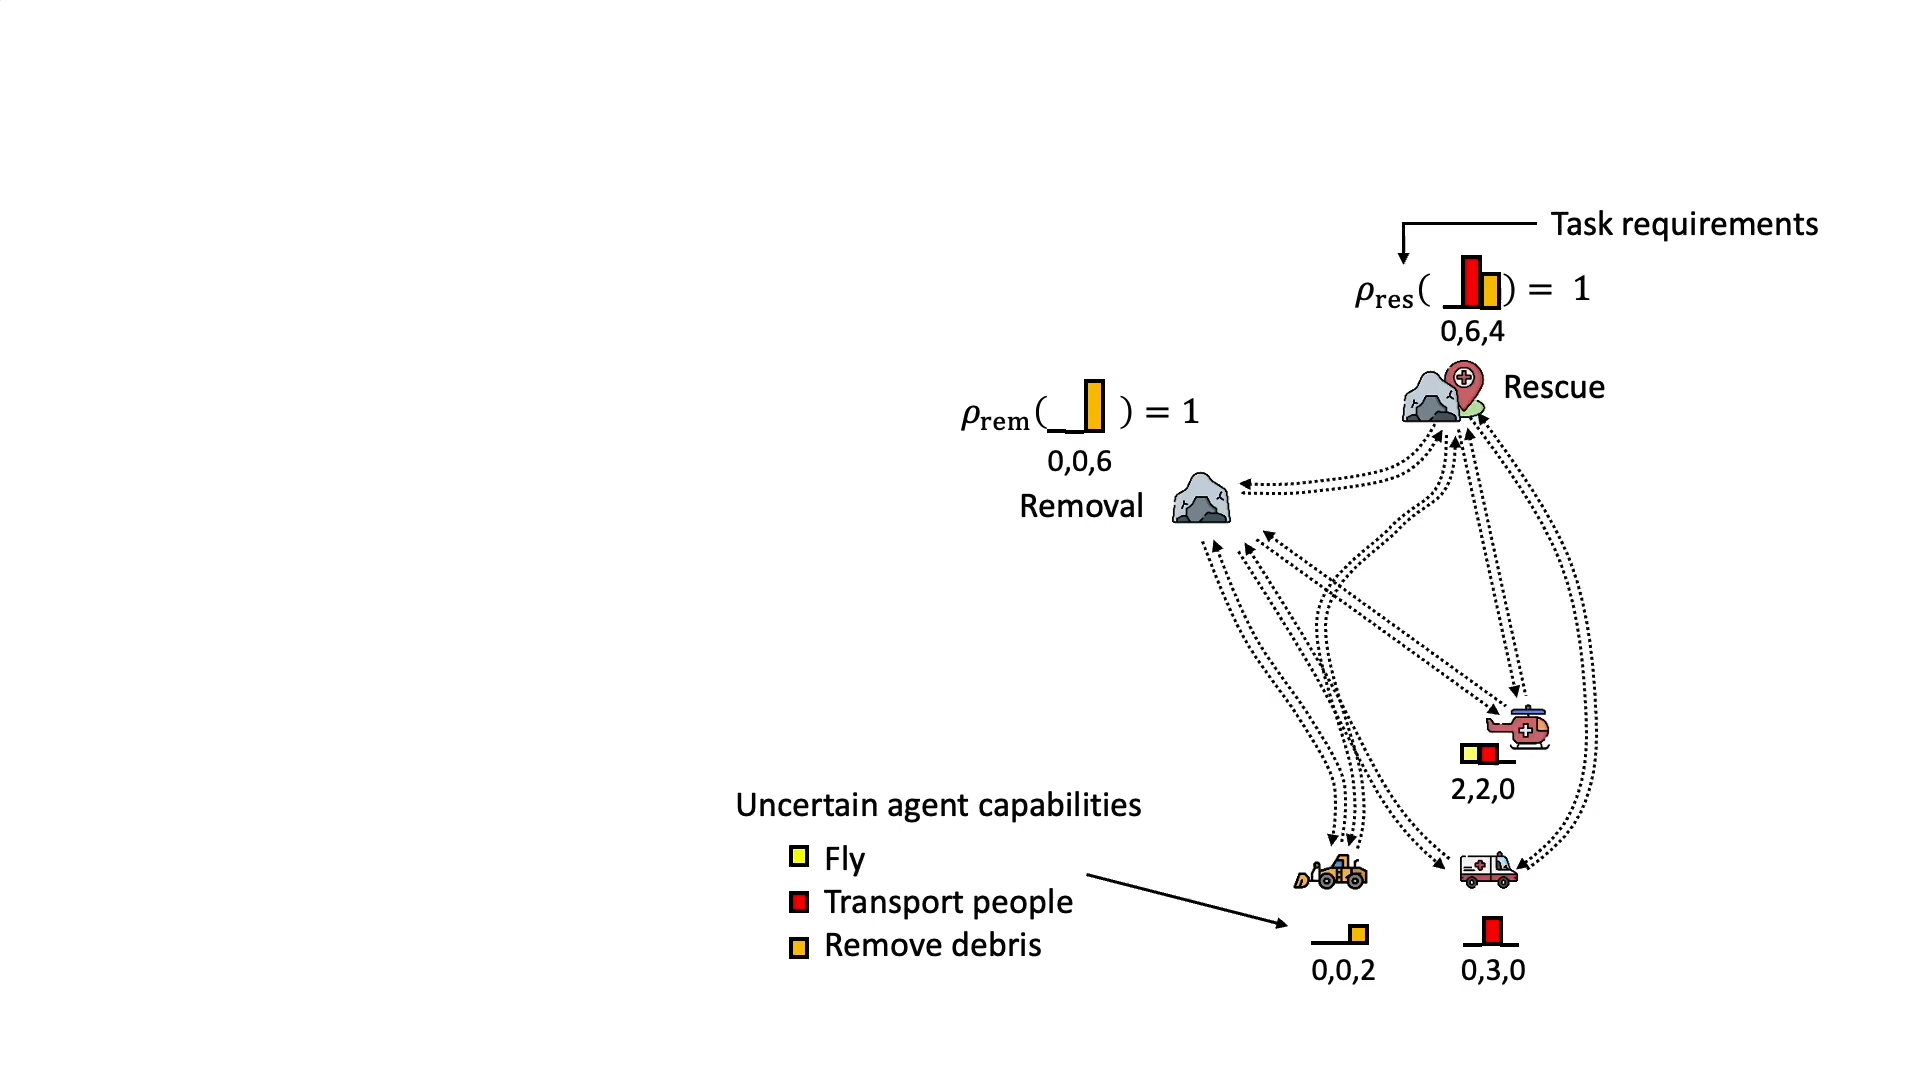 Task requirements
ρres( ) = 1
0,6,4
Rescue
ρrem( ) = 1
0,0,6
Removal
2,2,0
Uncertain agent capabilities
Fly
Transport people
Remove debris
0,0,2
0,3,0